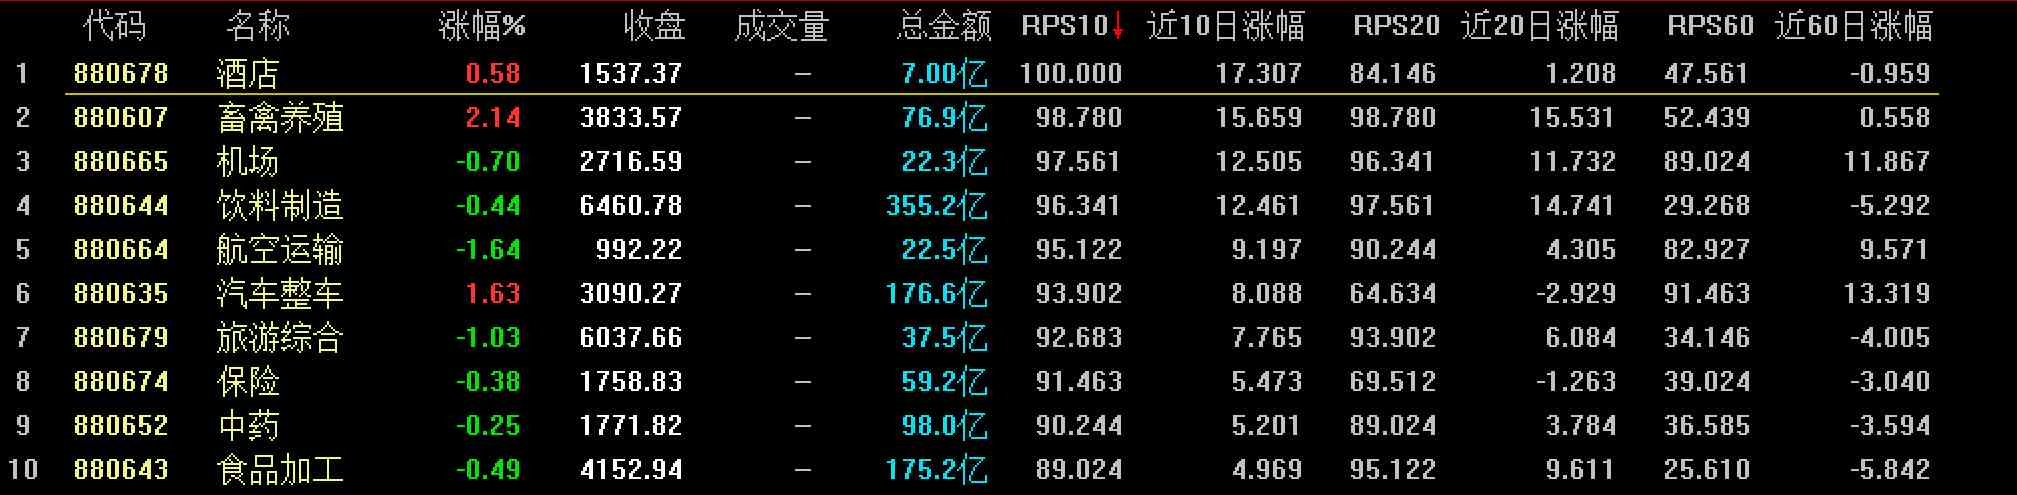 代码 名称 涨幅% 收盘 成交量 总金额 RPS10↓ 近10日涨幅 RPS20 近20日涨幅 RPS60 近60日涨幅
1 880678 酒店 0.58 1537.37 — 7.00亿 100.000 17.307 84.146 1.208 47.561 -0.959
2 880607 畜禽养殖 2.14 3833.57 — 76.9亿 98.780 15.659 98.780 15.531 52.439 0.558
3 880665 机场 -0.70 2716.59 — 22.3亿 97.561 12.505 96.341 11.732 89.024 11.867
4 880644 饮料制造 -0.44 6460.78 — 355.2亿 96.341 12.461 97.561 14.741 29.268 -5.292
5 880664 航空运输 -1.64 992.22 — 22.5亿 95.122 9.197 90.244 4.305 82.927 9.571
6 880635 汽车整车 1.63 3090.27 — 176.6亿 93.902 8.088 64.634 -2.929 91.463 13.319
7 880679 旅游综合 -1.03 6037.66 — 37.5亿 92.683 7.765 93.902 6.084 34.146 -4.005
8 880674 保险 -0.38 1758.83 — 59.2亿 91.463 5.473 69.512 -1.263 39.024 -3.040
9 880652 中药 -0.25 1771.82 — 98.0亿 90.244 5.201 89.024 3.784 36.585 -3.594
10 880643 食品加工 -0.49 4152.94 — 175.2亿 89.024 4.969 95.122 9.611 25.610 -5.842